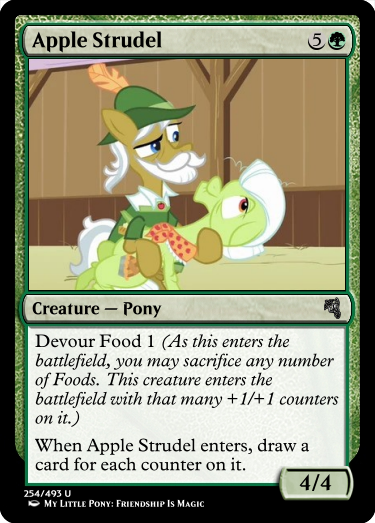 Apple Strudel 5
Creature — Pony
Devour Food 1 (As this enters the
battlefield, you may sacrifice any number
of Foods. This creature enters the
battlefield with that many +1/+1 counters
on it.)
When Apple Strudel enters, draw a
card for each counter on it.
4/4
254/493 U
My Little Pony: Friendship Is Magic